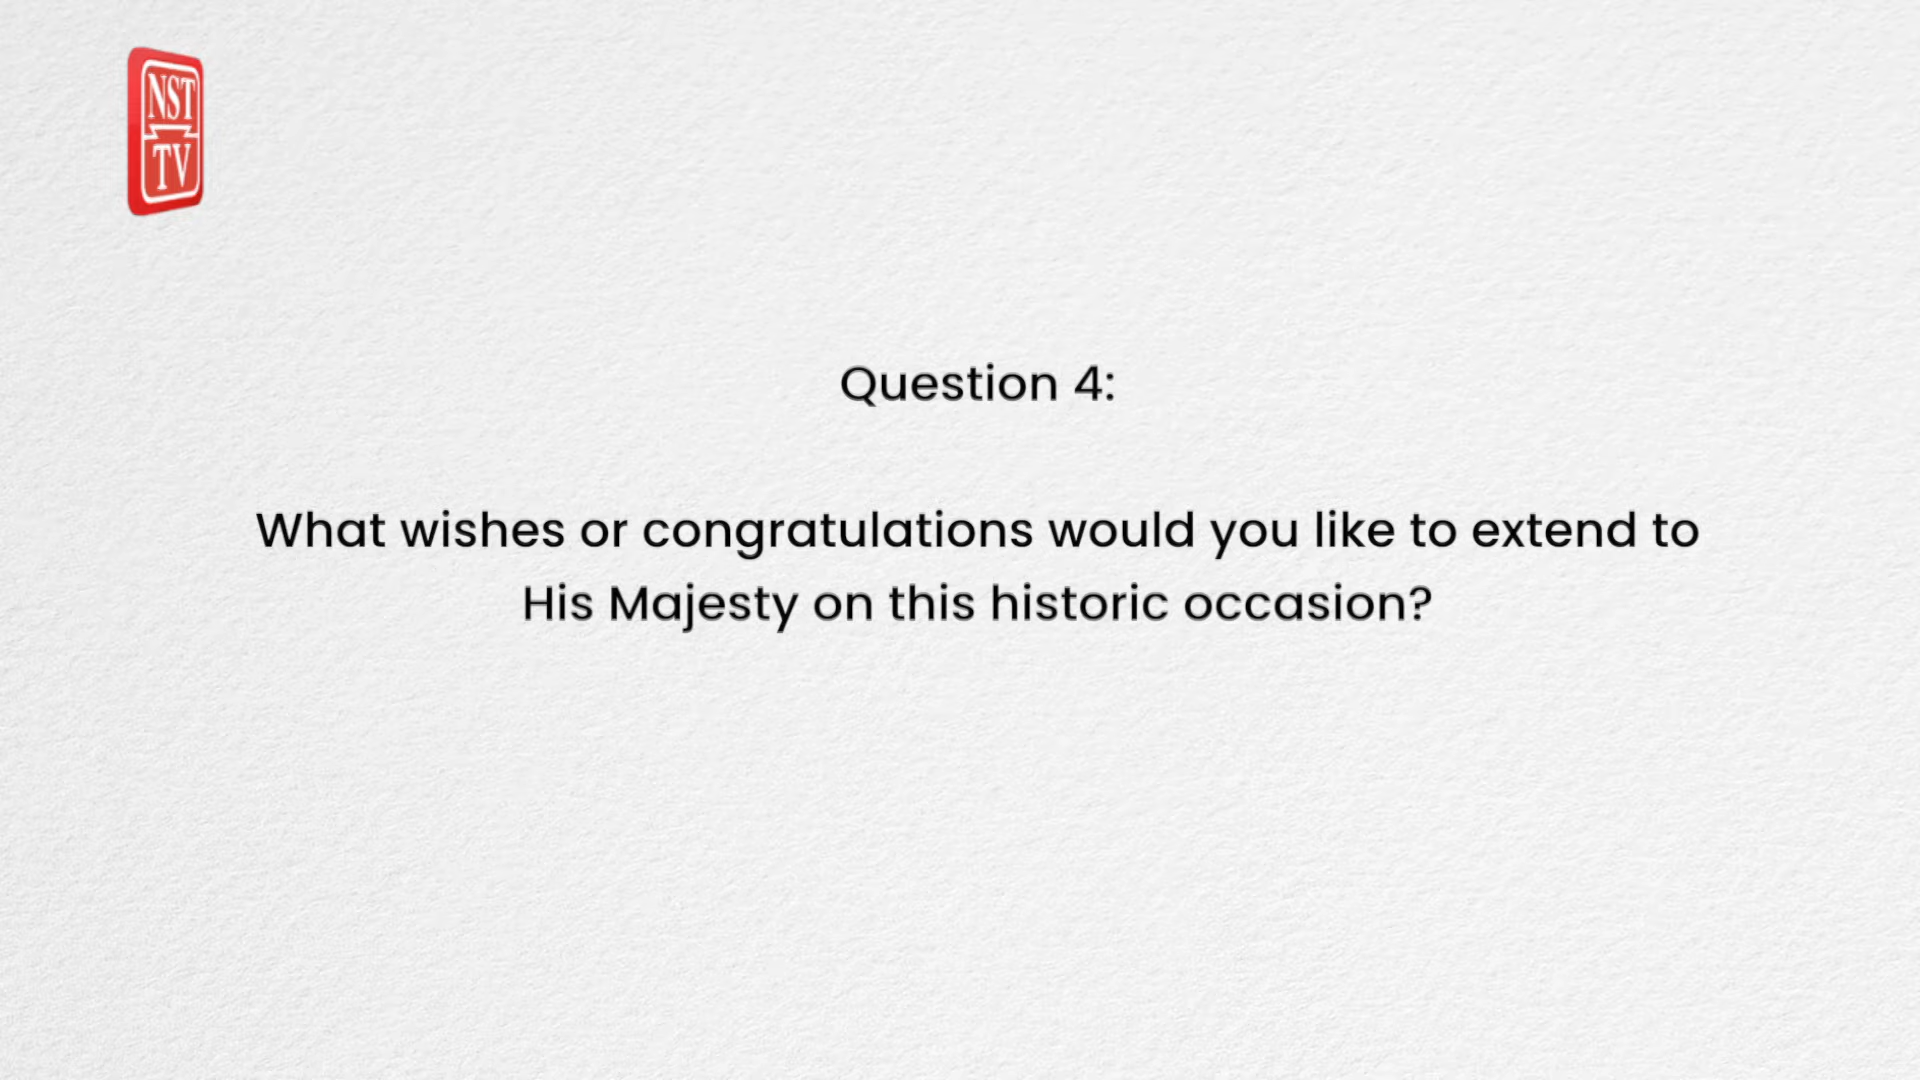 NST
TV
Question 4:
What wishes or congratulations would you like to extend to
His Majesty on this historic occasion?